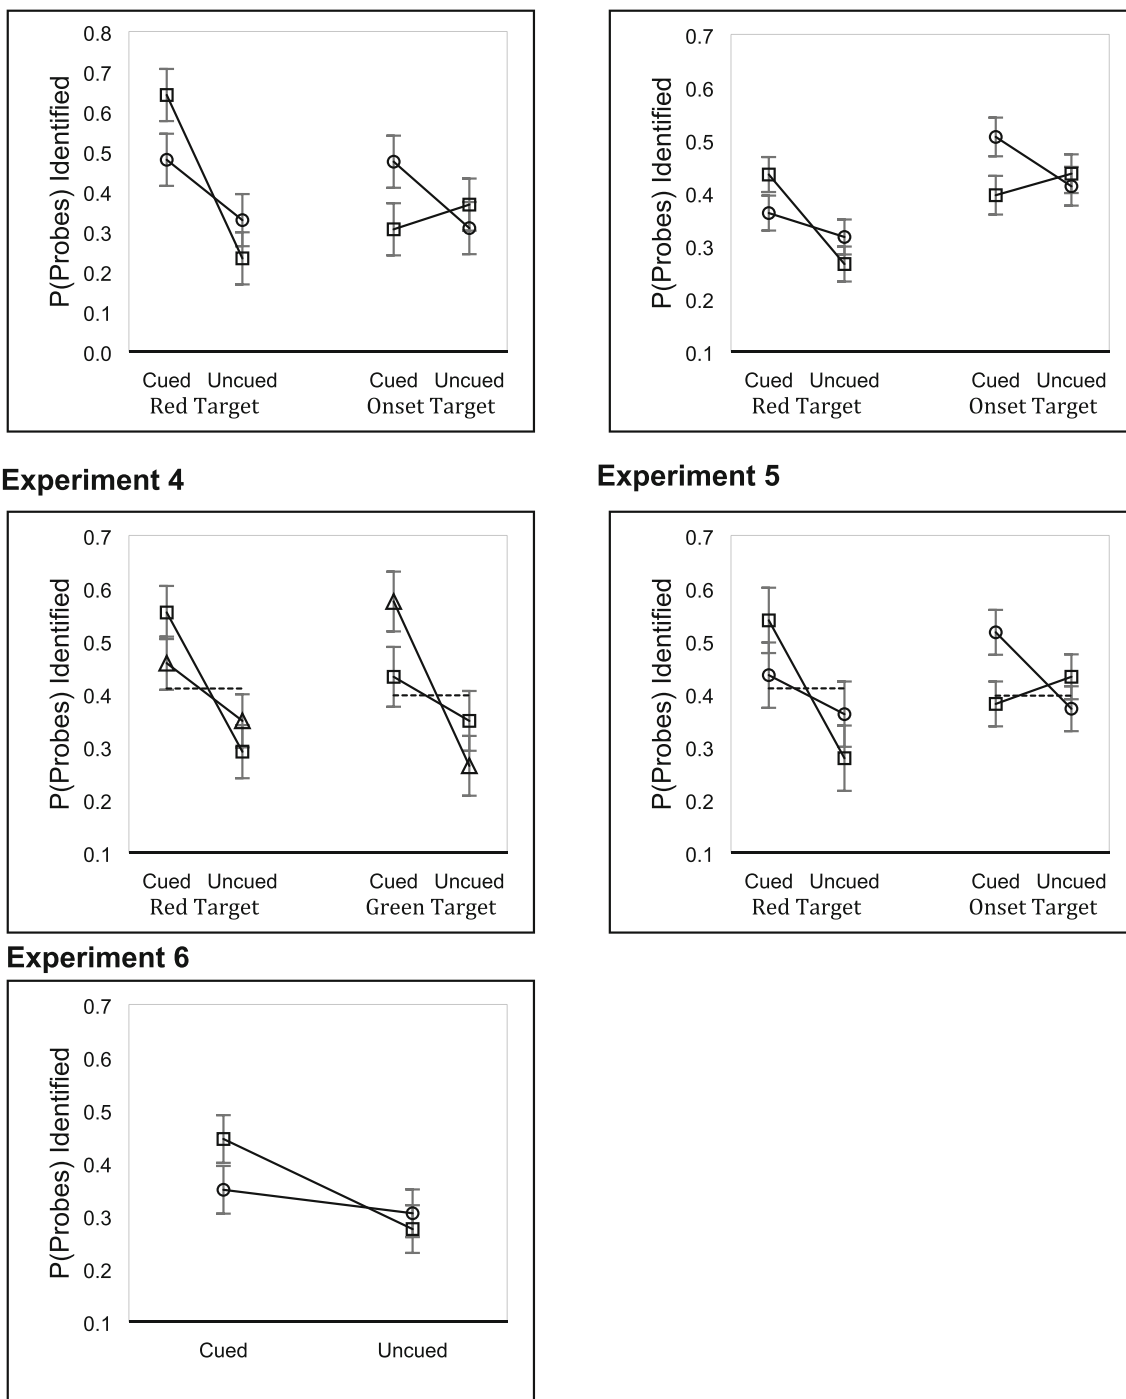 P(Probes) Identified
0.8
0.7
0.6
0.5
0.4
0.3
0.2
0.1
0.0
Cued Uncued Cued Uncued
Red Target Onset Target
P(Probes) Identified
0.7
0.6
0.5
0.4
0.3
0.2
0.1
Cued Uncued Cued Uncued
Red Target Onset Target
Experiment 4
P(Probes) Identified
0.7
0.6
0.5
0.4
0.3
0.2
0.1
Cued Uncued Cued Uncued
Red Target Green Target
Experiment 5
P(Probes) Identified
0.7
0.6
0.5
0.4
0.3
0.2
0.1
Cued Uncued Cued Uncued
Red Target Onset Target
Experiment 6
P(Probes) Identified
0.7
0.6
0.5
0.4
0.3
0.2
0.1
Cued Uncued